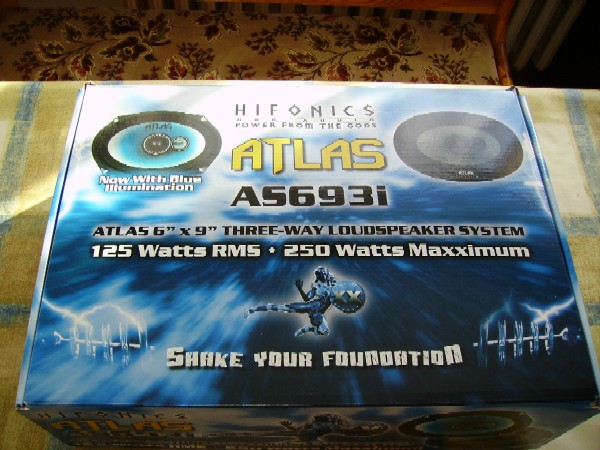 HIFONICS
CAR AUDIO
POWER FROM THE GODS
ATLAS
ATLAS
AS693i
Now With Blue
Illumination
ATLAS 6" x 9" THREE-WAY LOUDSPEAKER SYSTEM
125 Watts RMS • 250 Watts Maxximum
SHAKE YOUR FOUNDATION
HIFONICS
ATLAS